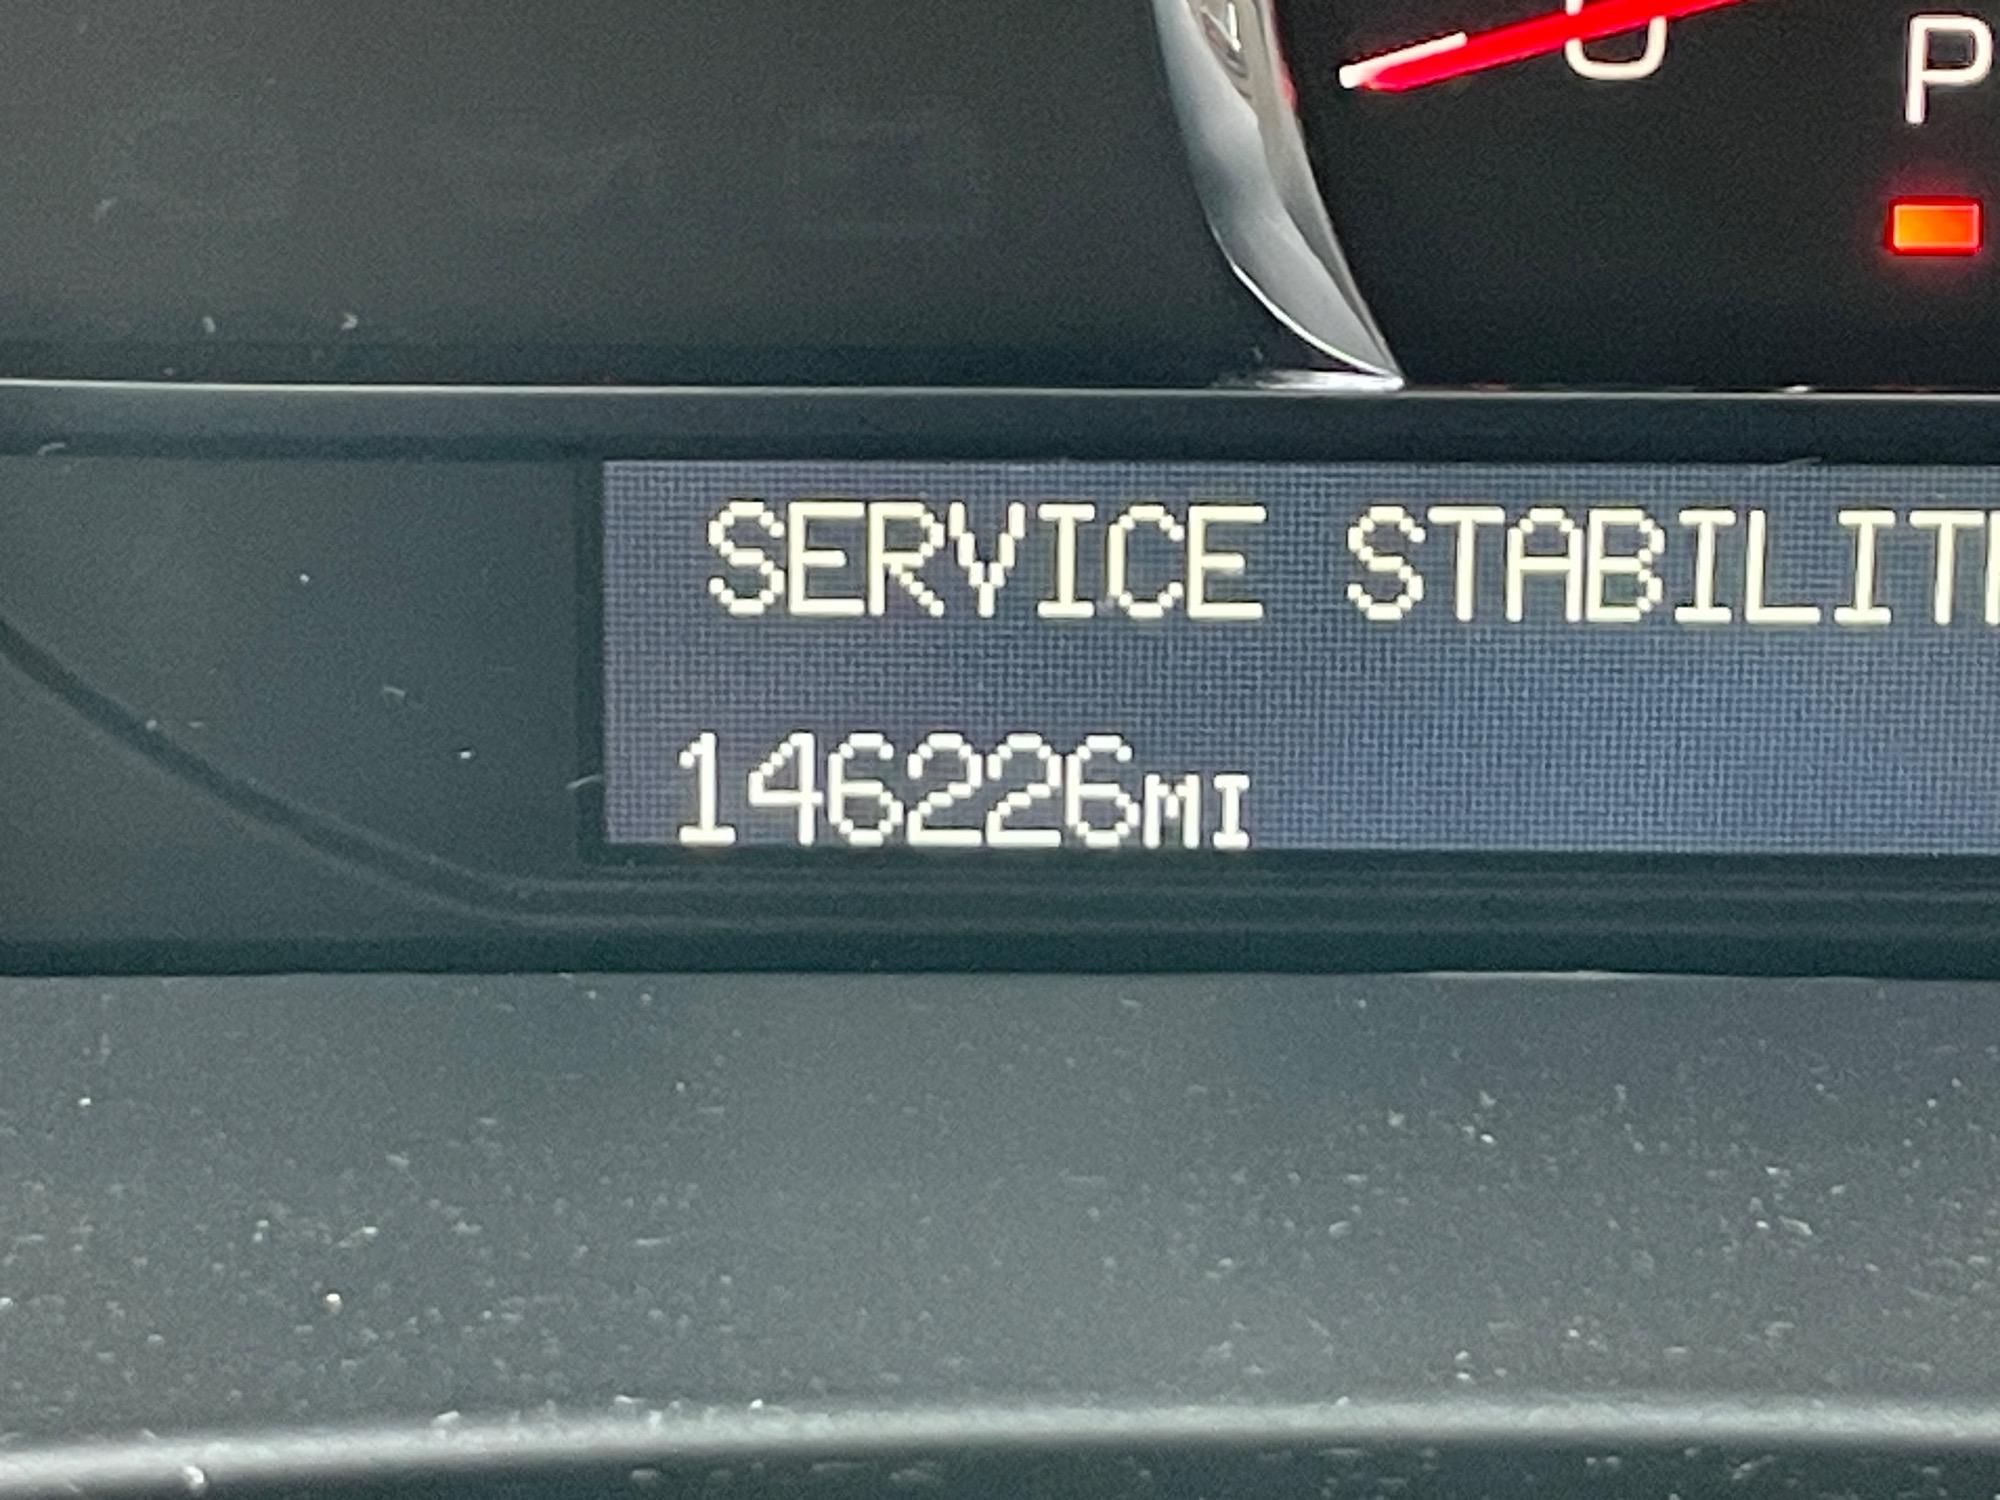 P
SERVICE STABILIT
146226MI